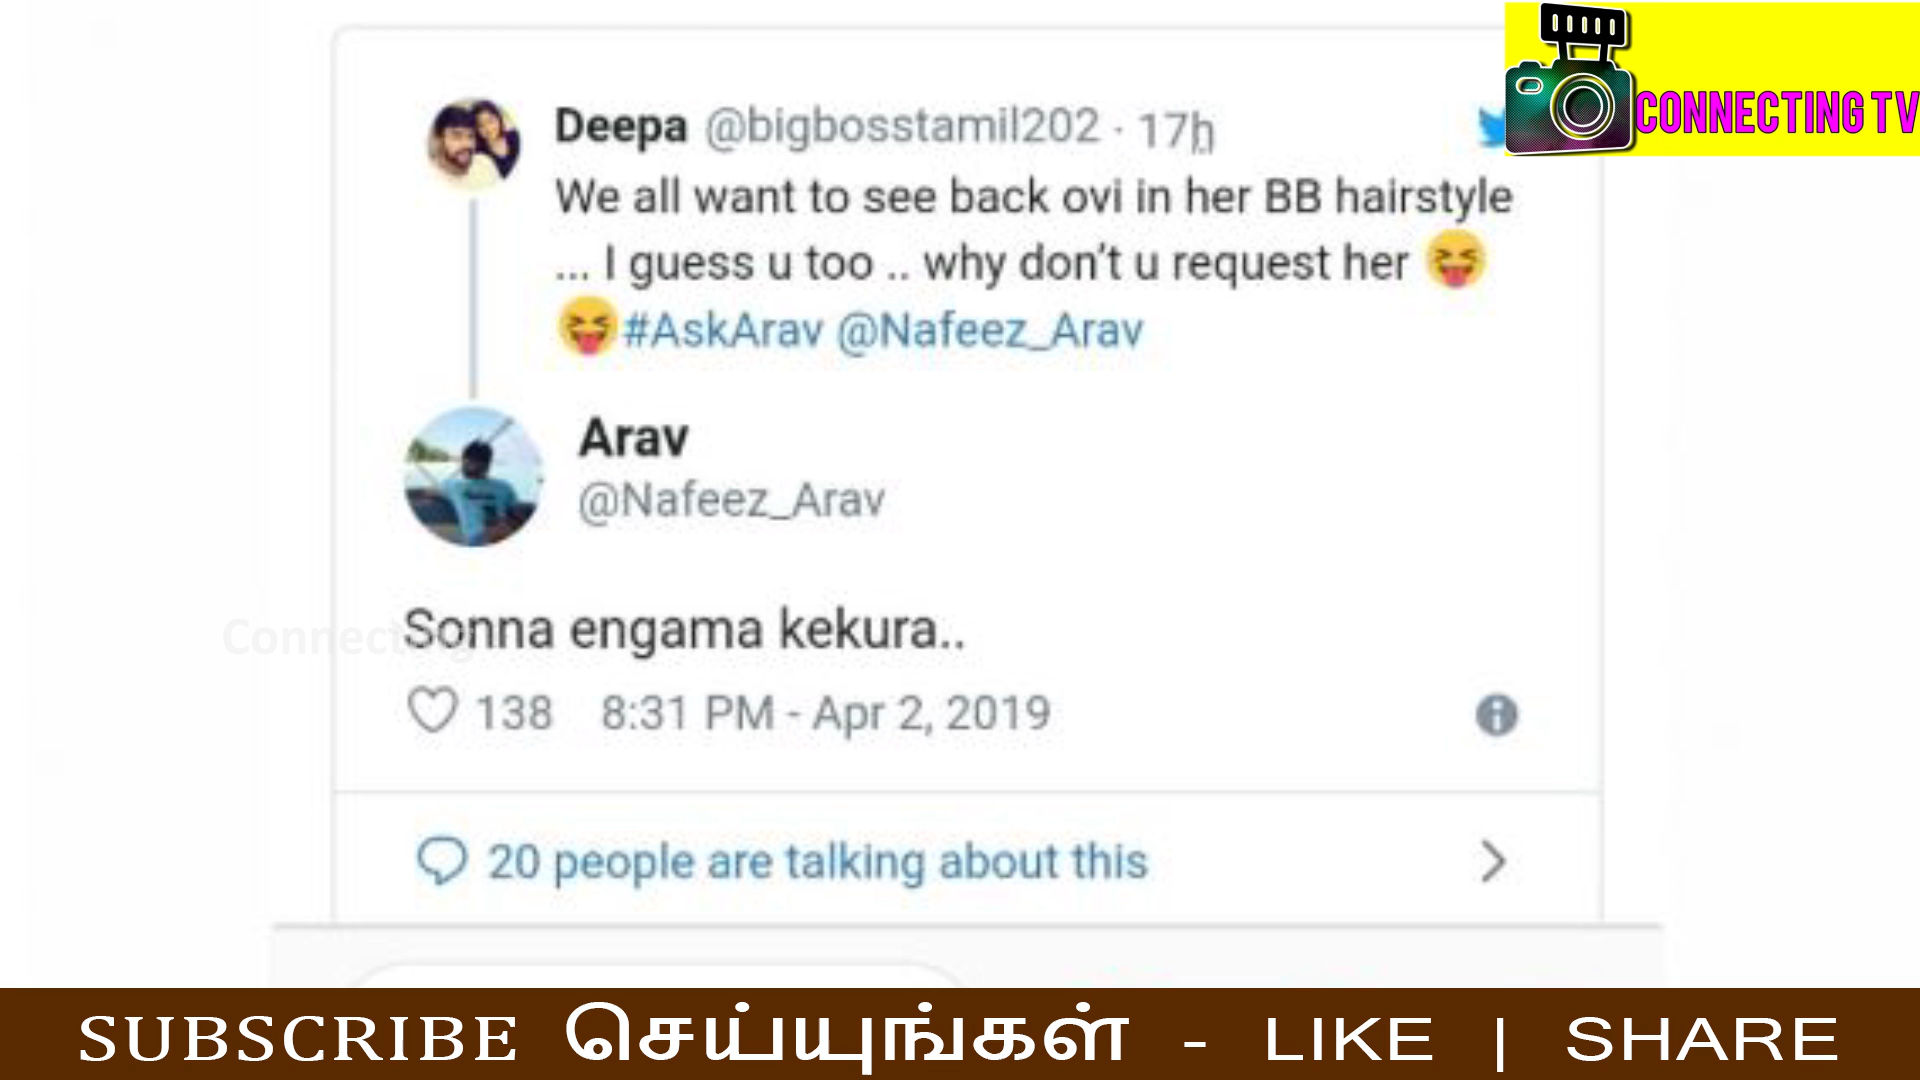 CONNECTING TV
Deepa @bigbosstamil202 · 17h
We all want to see back ovi in her BB hairstyle
... I guess u too .. why don't u request her 😝
😝#AskArav @Nafeez_Arav
Arav
@Nafeez_Arav
Connecting
Sonna engama kekura..
138 8:31 PM - Apr 2, 2019
20 people are talking about this
SUBSCRIBE செய்யுங்கள் - LIKE | SHARE